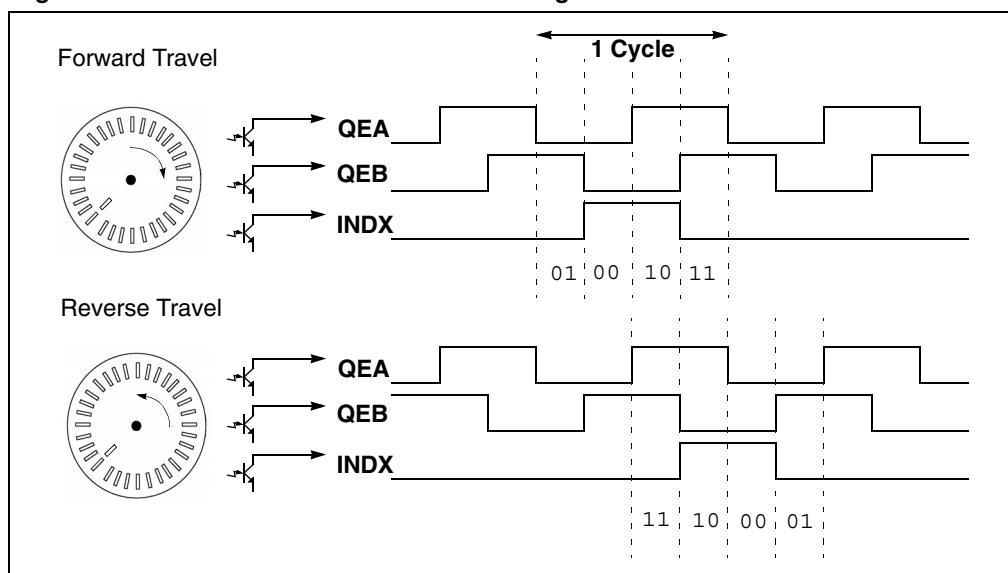 1 Cycle
Forward Travel
QEA
QEB
INDX
01 00 10 11
Reverse Travel
QEA
QEB
INDX
11 10 00 01